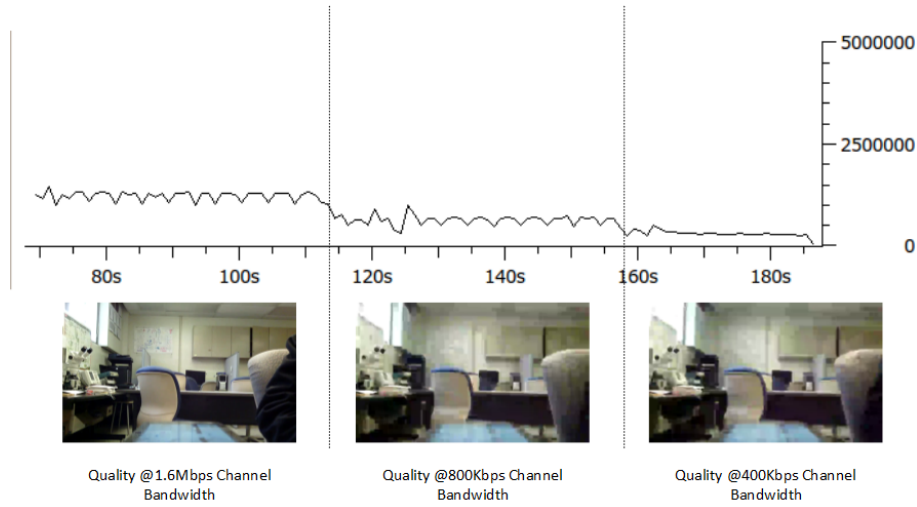 5000000
2500000
0
80s 100s 120s 140s 160s 180s
Quality @1.6Mbps Channel
Bandwidth
Quality @800Kbps Channel
Bandwidth
Quality @400Kbps Channel
Bandwidth